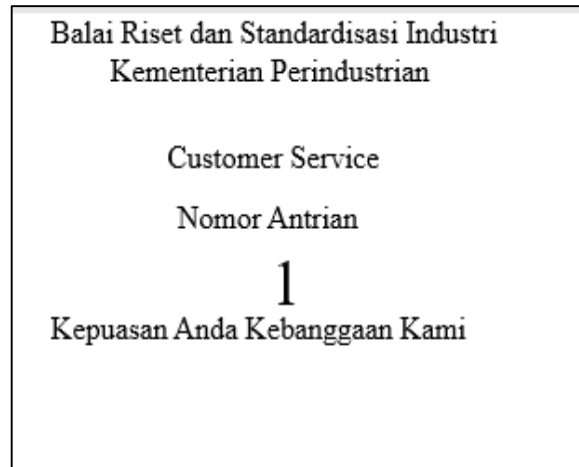 Balai Riset dan Standardisasi Industri
Kementerian Perindustrian
Customer Service
Nomor Antrian
1
Kepuasan Anda Kebanggaan Kami